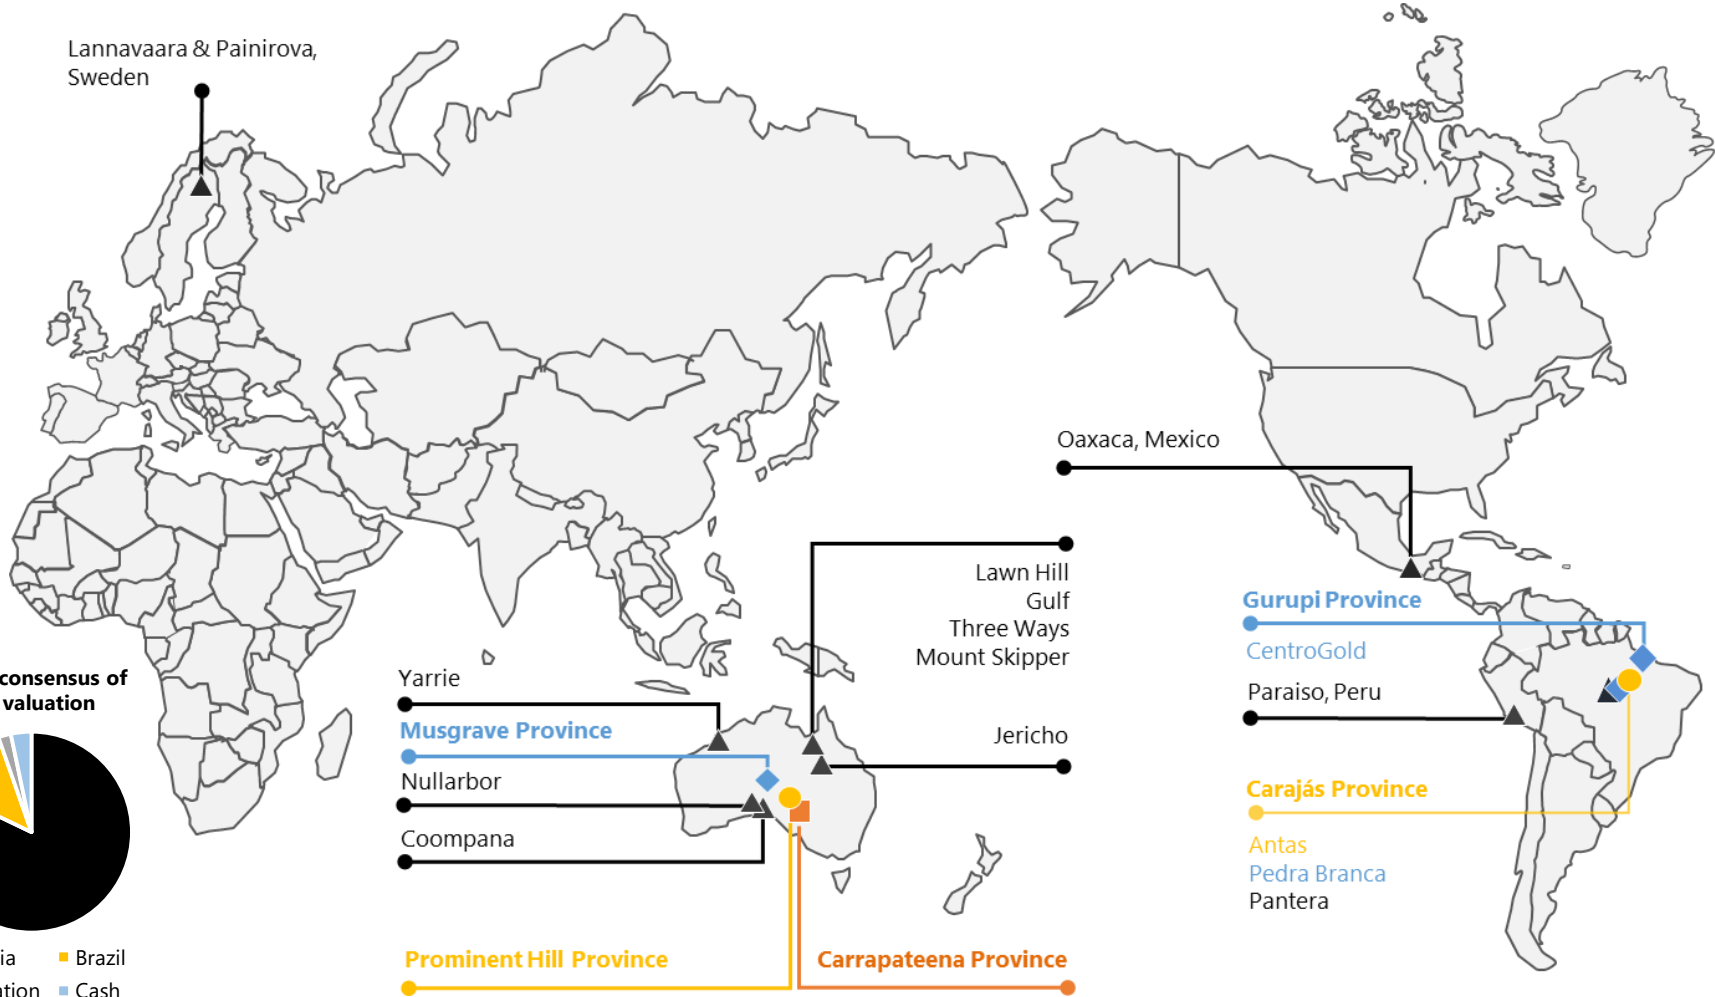 Lannavaara & Painirova,
Sweden
Oaxaca, Mexico
Lawn Hill
Gulf
Three Ways
Mount Skipper
Gurupi Province
CentroGold
Paraiso, Peru
Yarrie
Musgrave Province
Nullarbor
Coompana
Jericho
Carajás Province
Antas
Pedra Branca
Pantera
consensus of
valuation
Brazil
Cash
Prominent Hill Province
Carrapateena Province